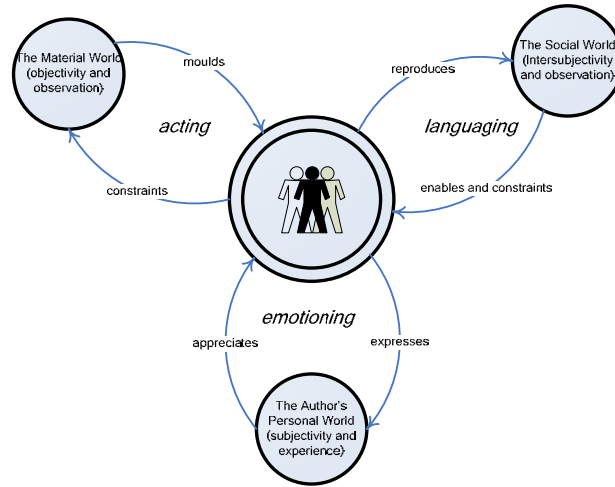 The Material World
(objectivity and
observation}
moulds
acting
constraints
The Social World
(Intersubjectivity
and observation}
reproduces
languaging
enables and constraints
emotioning
appreciates
expresses
The Author's
Personal World
(subjectivity and
experience}